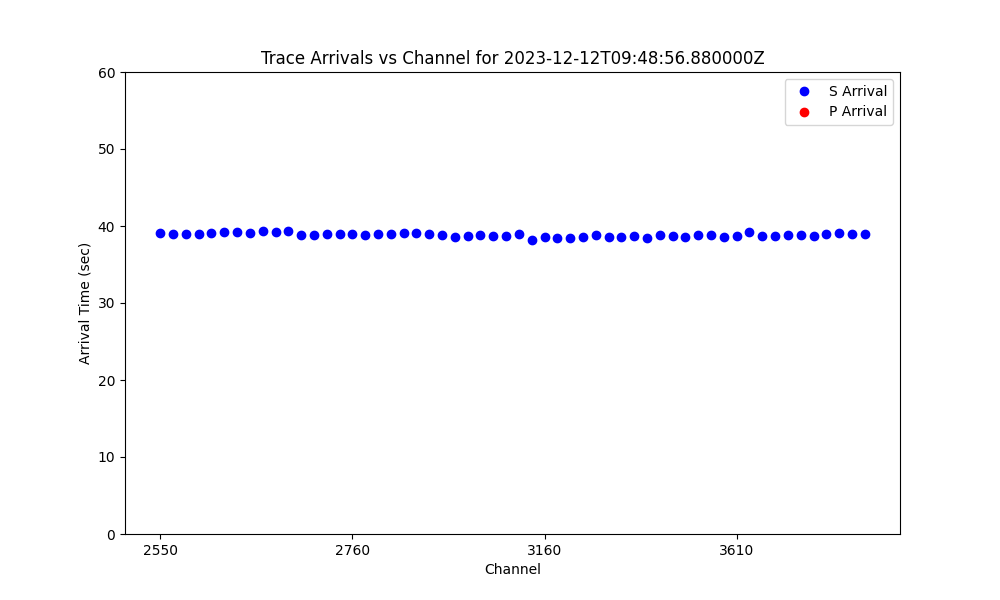 Trace Arrivals vs Channel for 2023-12-12T09:48:56.880000Z
S Arrival
P Arrival
60
50
40
30
20
10
0
Arrival Time (sec)
2550 2760 3160 3610
Channel